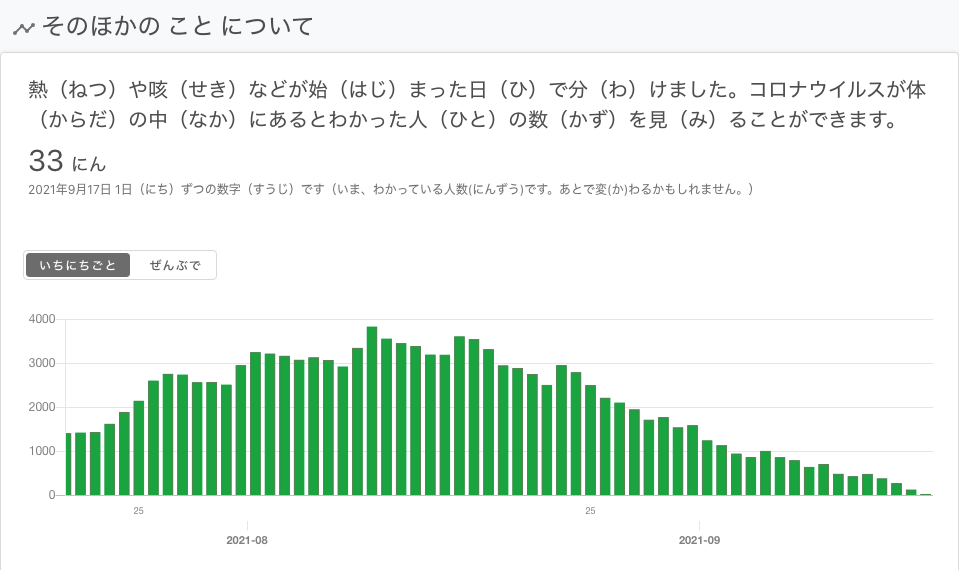 そのほかの こと について
熱（ねつ）や咳（せき）などが始（はじ）まった日（ひ）で分（わ）けました。コロナウイルスが体
（からだ）の中（なか）にあるとわかった人（ひと）の数（かず）を見（み）ることができます。
33 にん
2021年9月17日 1日（にち）ずつの数字（すうじ）です（いま、わかっている人数(にんずう)です。あとで変(か)わるかもしれません。）
いちにちごと ぜんぶで
4000
3000
2000
1000
0
25 25
2021-08 2021-09